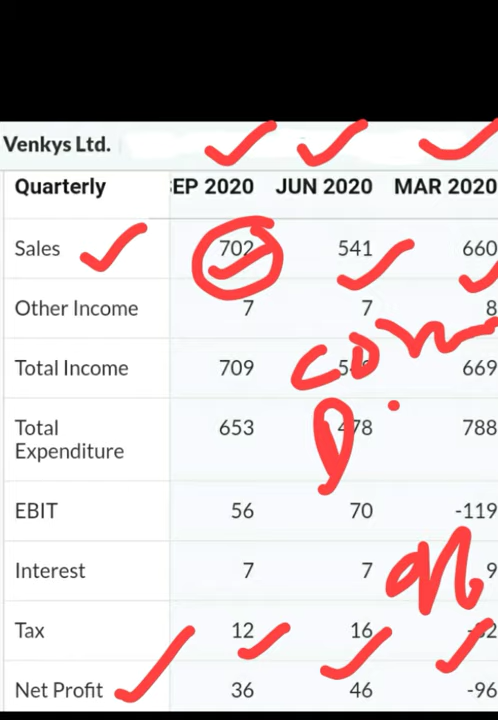 Venkys Ltd.
Quarterly EP 2020 JUN 2020 MAR 2020
Sales 702 541 660
Other Income 7 7 8
Total Income 709 669
Total Expenditure 653 478 788
EBIT 56 70 -119
Interest 7 7 9
Tax 12 16
Net Profit 36 46 -96